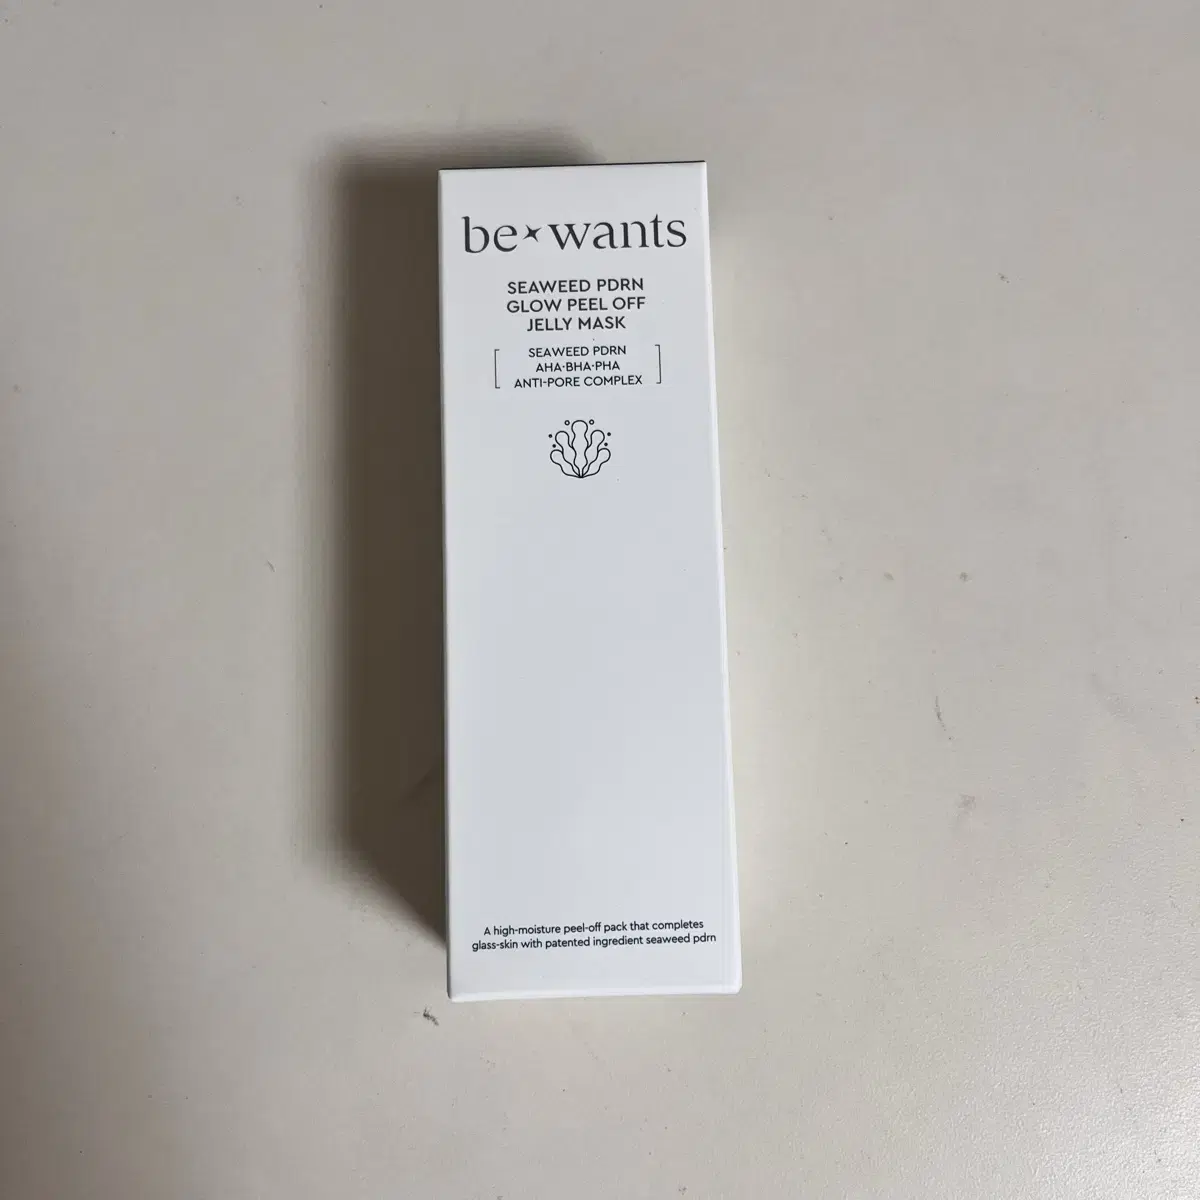 be✦wants
SEAWEED PDRN
GLOW PEEL OFF
JELLY MASK
SEAWEED PDRN
AHA·BHA·PHA
ANTI-PORE COMPLEX
A high-moisture peel-off pack that completes
glass-skin with patented ingredient seaweed pdrn